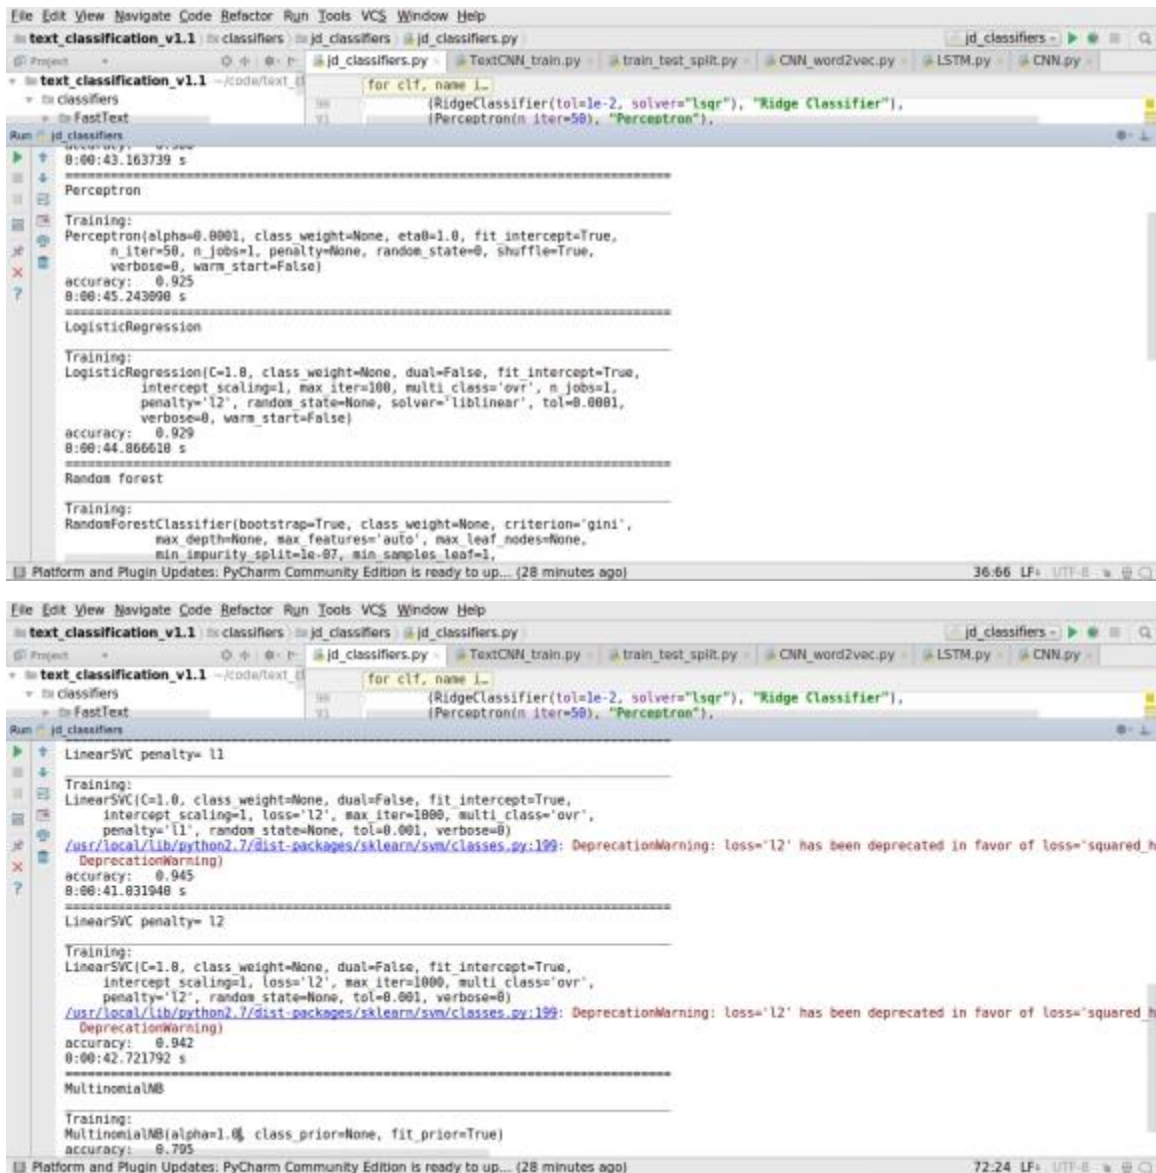 File Edit View Navigate Code Refactor Run Tools VCS Window Help
text_classification_v1.1 classifiers jd_classifiers jd_classifiers.py jd_classifiers
Project jd_classifiers.py TextCNN_train.py train_test_split.py CNN_word2vec.py LSTM.py CNN.py
text_classification_v1.1 ~/code/text_cl for clf, name i…
classifiers (RidgeClassifier(tol=1e-2, solver="lsqr"), "Ridge Classifier"),
FastText (Perceptron(n_iter=50), "Perceptron"),
Run jd_classifiers
accuracy:
0:00:43.163739 s
================================================================================
Perceptron
________________________________________________________________________________
Training:
Perceptron(alpha=0.0001, class_weight=None, eta0=1.0, fit_intercept=True,
n_iter=50, n_jobs=1, penalty=None, random_state=0, shuffle=True,
verbose=0, warm_start=False)
accuracy: 0.925
0:00:45.243090 s
================================================================================
LogisticRegression
________________________________________________________________________________
Training:
LogisticRegression(C=1.0, class_weight=None, dual=False, fit_intercept=True,
intercept_scaling=1, max_iter=100, multi_class='ovr', n_jobs=1,
penalty='l2', random_state=None, solver='liblinear', tol=0.0001,
verbose=0, warm_start=False)
accuracy: 0.929
0:00:44.866610 s
================================================================================
Random forest
________________________________________________________________________________
Training:
RandomForestClassifier(bootstrap=True, class_weight=None, criterion='gini',
max_depth=None, max_features='auto', max_leaf_nodes=None,
min_impurity_split=1e-07, min_samples_leaf=1,
Platform and Plugin Updates: PyCharm Community Edition is ready to up... (28 minutes ago) 36:66 LF÷ UTF-8
File Edit View Navigate Code Refactor Run Tools VCS Window Help
text_classification_v1.1 classifiers jd_classifiers jd_classifiers.py jd_classifiers
Project jd_classifiers.py TextCNN_train.py train_test_split.py CNN_word2vec.py LSTM.py CNN.py
text_classification_v1.1 ~/code/text_cl for clf, name i…
classifiers (RidgeClassifier(tol=1e-2, solver="lsqr"), "Ridge Classifier"),
FastText (Perceptron(n_iter=50), "Perceptron"),
Run jd_classifiers
LinearSVC penalty= l1
________________________________________________________________________________
Training:
LinearSVC(C=1.0, class_weight=None, dual=False, fit_intercept=True,
intercept_scaling=1, loss='l2', max_iter=1000, multi_class='ovr',
penalty='l1', random_state=None, tol=0.001, verbose=0)
/usr/local/lib/python2.7/dist-packages/sklearn/svm/classes.py:199: DeprecationWarning: loss='l2' has been deprecated in favor of loss='squared_h
DeprecationWarning)
accuracy: 0.945
0:00:41.031940 s
================================================================================
LinearSVC penalty= l2
________________________________________________________________________________
Training:
LinearSVC(C=1.0, class_weight=None, dual=False, fit_intercept=True,
intercept_scaling=1, loss='l2', max_iter=1000, multi_class='ovr',
penalty='l2', random_state=None, tol=0.001, verbose=0)
/usr/local/lib/python2.7/dist-packages/sklearn/svm/classes.py:199: DeprecationWarning: loss='l2' has been deprecated in favor of loss='squared_h
DeprecationWarning)
accuracy: 0.942
0:00:42.721792 s
================================================================================
MultinomialNB
________________________________________________________________________________
Training:
MultinomialNB(alpha=1.0, class_prior=None, fit_prior=True)
accuracy: 0.795
Platform and Plugin Updates: PyCharm Community Edition is ready to up... (28 minutes ago) 72:24 LF÷ UTF-8